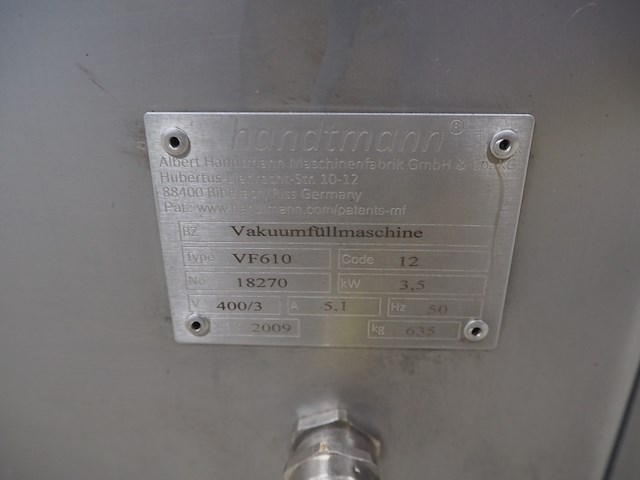 handtmann®
Albert Handtmann Maschinenfabrik GmbH & Co. KG
Hubertus-Liebrecht-Str. 10-12
88400 Biberach/Riss Germany
Pat.: www.handtmann.com/patents-mf
BZ Vakuumfüllmaschine
Type VF610 Code 12
No 18270 kW 3,5
V 400/3 A 5,1 Hz 50
2009 kg 635